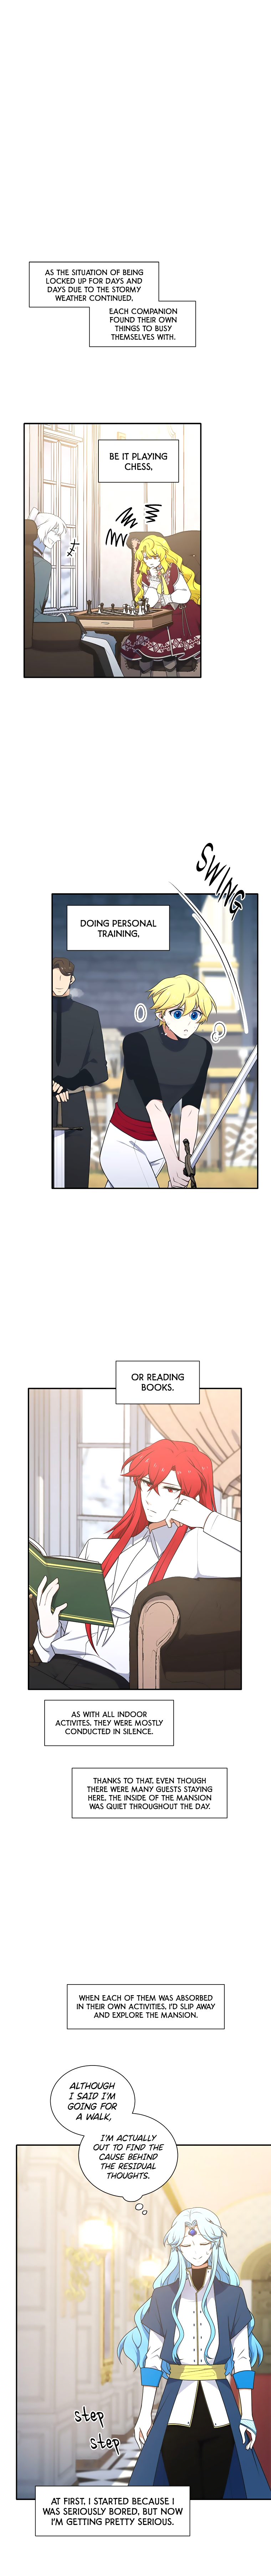 AS THE SITUATION OF BEING
LOCKED UP FOR DAYS AND
DAYS DUE TO THE STORMY
WEATHER CONTINUED,
EACH COMPANION
FOUND THEIR OWN
THINGS TO BUSY
THEMSELVES WITH.
BE IT PLAYING
CHESS,
SWING
DOING PERSONAL
TRAINING,
OR READING
BOOKS.
AS WITH ALL INDOOR
ACTIVITES, THEY WERE MOSTLY
CONDUCTED IN SILENCE.
THANKS TO THAT, EVEN THOUGH
THERE WERE MANY GUESTS STAYING
HERE, THE INSIDE OF THE MANSION
WAS QUIET THROUGHOUT THE DAY.
WHEN EACH OF THEM WAS ABSORBED
IN THEIR OWN ACTIVITIES, I'D SLIP AWAY
AND EXPLORE THE MANSION.
ALTHOUGH
I SAID I'M
GOING FOR
A WALK,
I'M ACTUALLY
OUT TO FIND THE
CAUSE BEHIND
THE RESIDUAL
THOUGHTS.
step
step
AT FIRST, I STARTED BECAUSE I
WAS SERIOUSLY BORED, BUT NOW
I'M GETTING PRETTY SERIOUS.